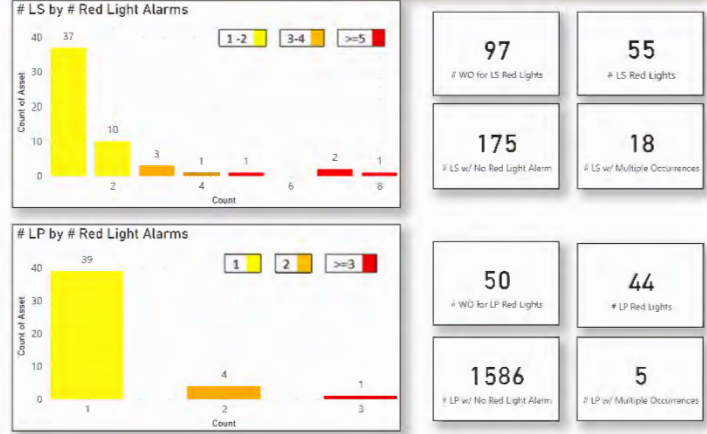 # LS by # Red Light Alarms
1-2 3-4 >=5
Count of Asset
40
30
20
10
0
37
10
3
1
1
2
1
2
4
6
8
Count
97
# WO for LS Red Lights
55
# LS Red Lights
175
# LS w/ No Red Light Alarm
18
# LS w/ Multiple Occurrences
# LP by # Red Light Alarms
1 2 >=3
Count of Asset
40
30
20
10
0
39
4
1
1
2
3
Count
50
# WO for LP Red Lights
44
# LP Red Lights
1586
# LP w/ No Red Light Alarm
5
# LP w/ Multiple Occurrences